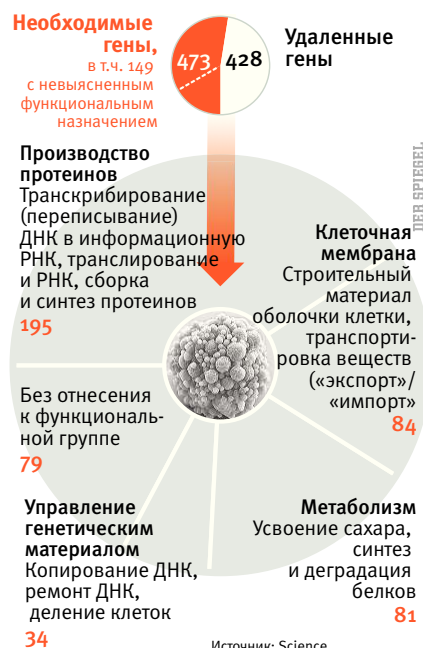 Необходимые
гены,
в т.ч. 149
с невыясненным
функциональным
назначением
473
428
Удаленные
гены
DER SPIEGEL
Производство
протеинов
Транскрибирование
(переписывание)
ДНК в информационную
РНК, транслирование
и РНК, сборка
и синтез протеинов
195
Клеточная
мембрана
Строительный
материал
оболочки клетки,
транспорти-
ровка веществ
(«экспорт»/
«импорт»
84
Без отнесения
к функциональ-
ной группе
79
Управление
генетическим
материалом
Копирование ДНК,
ремонт ДНК,
деление клеток
34
Метаболизм
Усвоение сахара,
синтез
и деградация
белков
81
Источник: Science